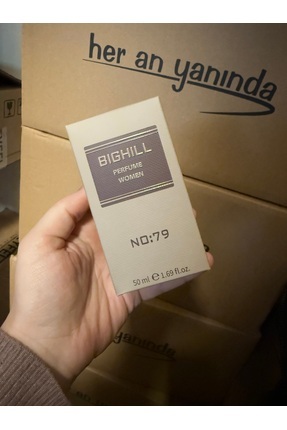 her an yanında
BIGHILL
PERFUME
WOMEN
NO:79
50 ml e 1.69 fl.oz.
yanında